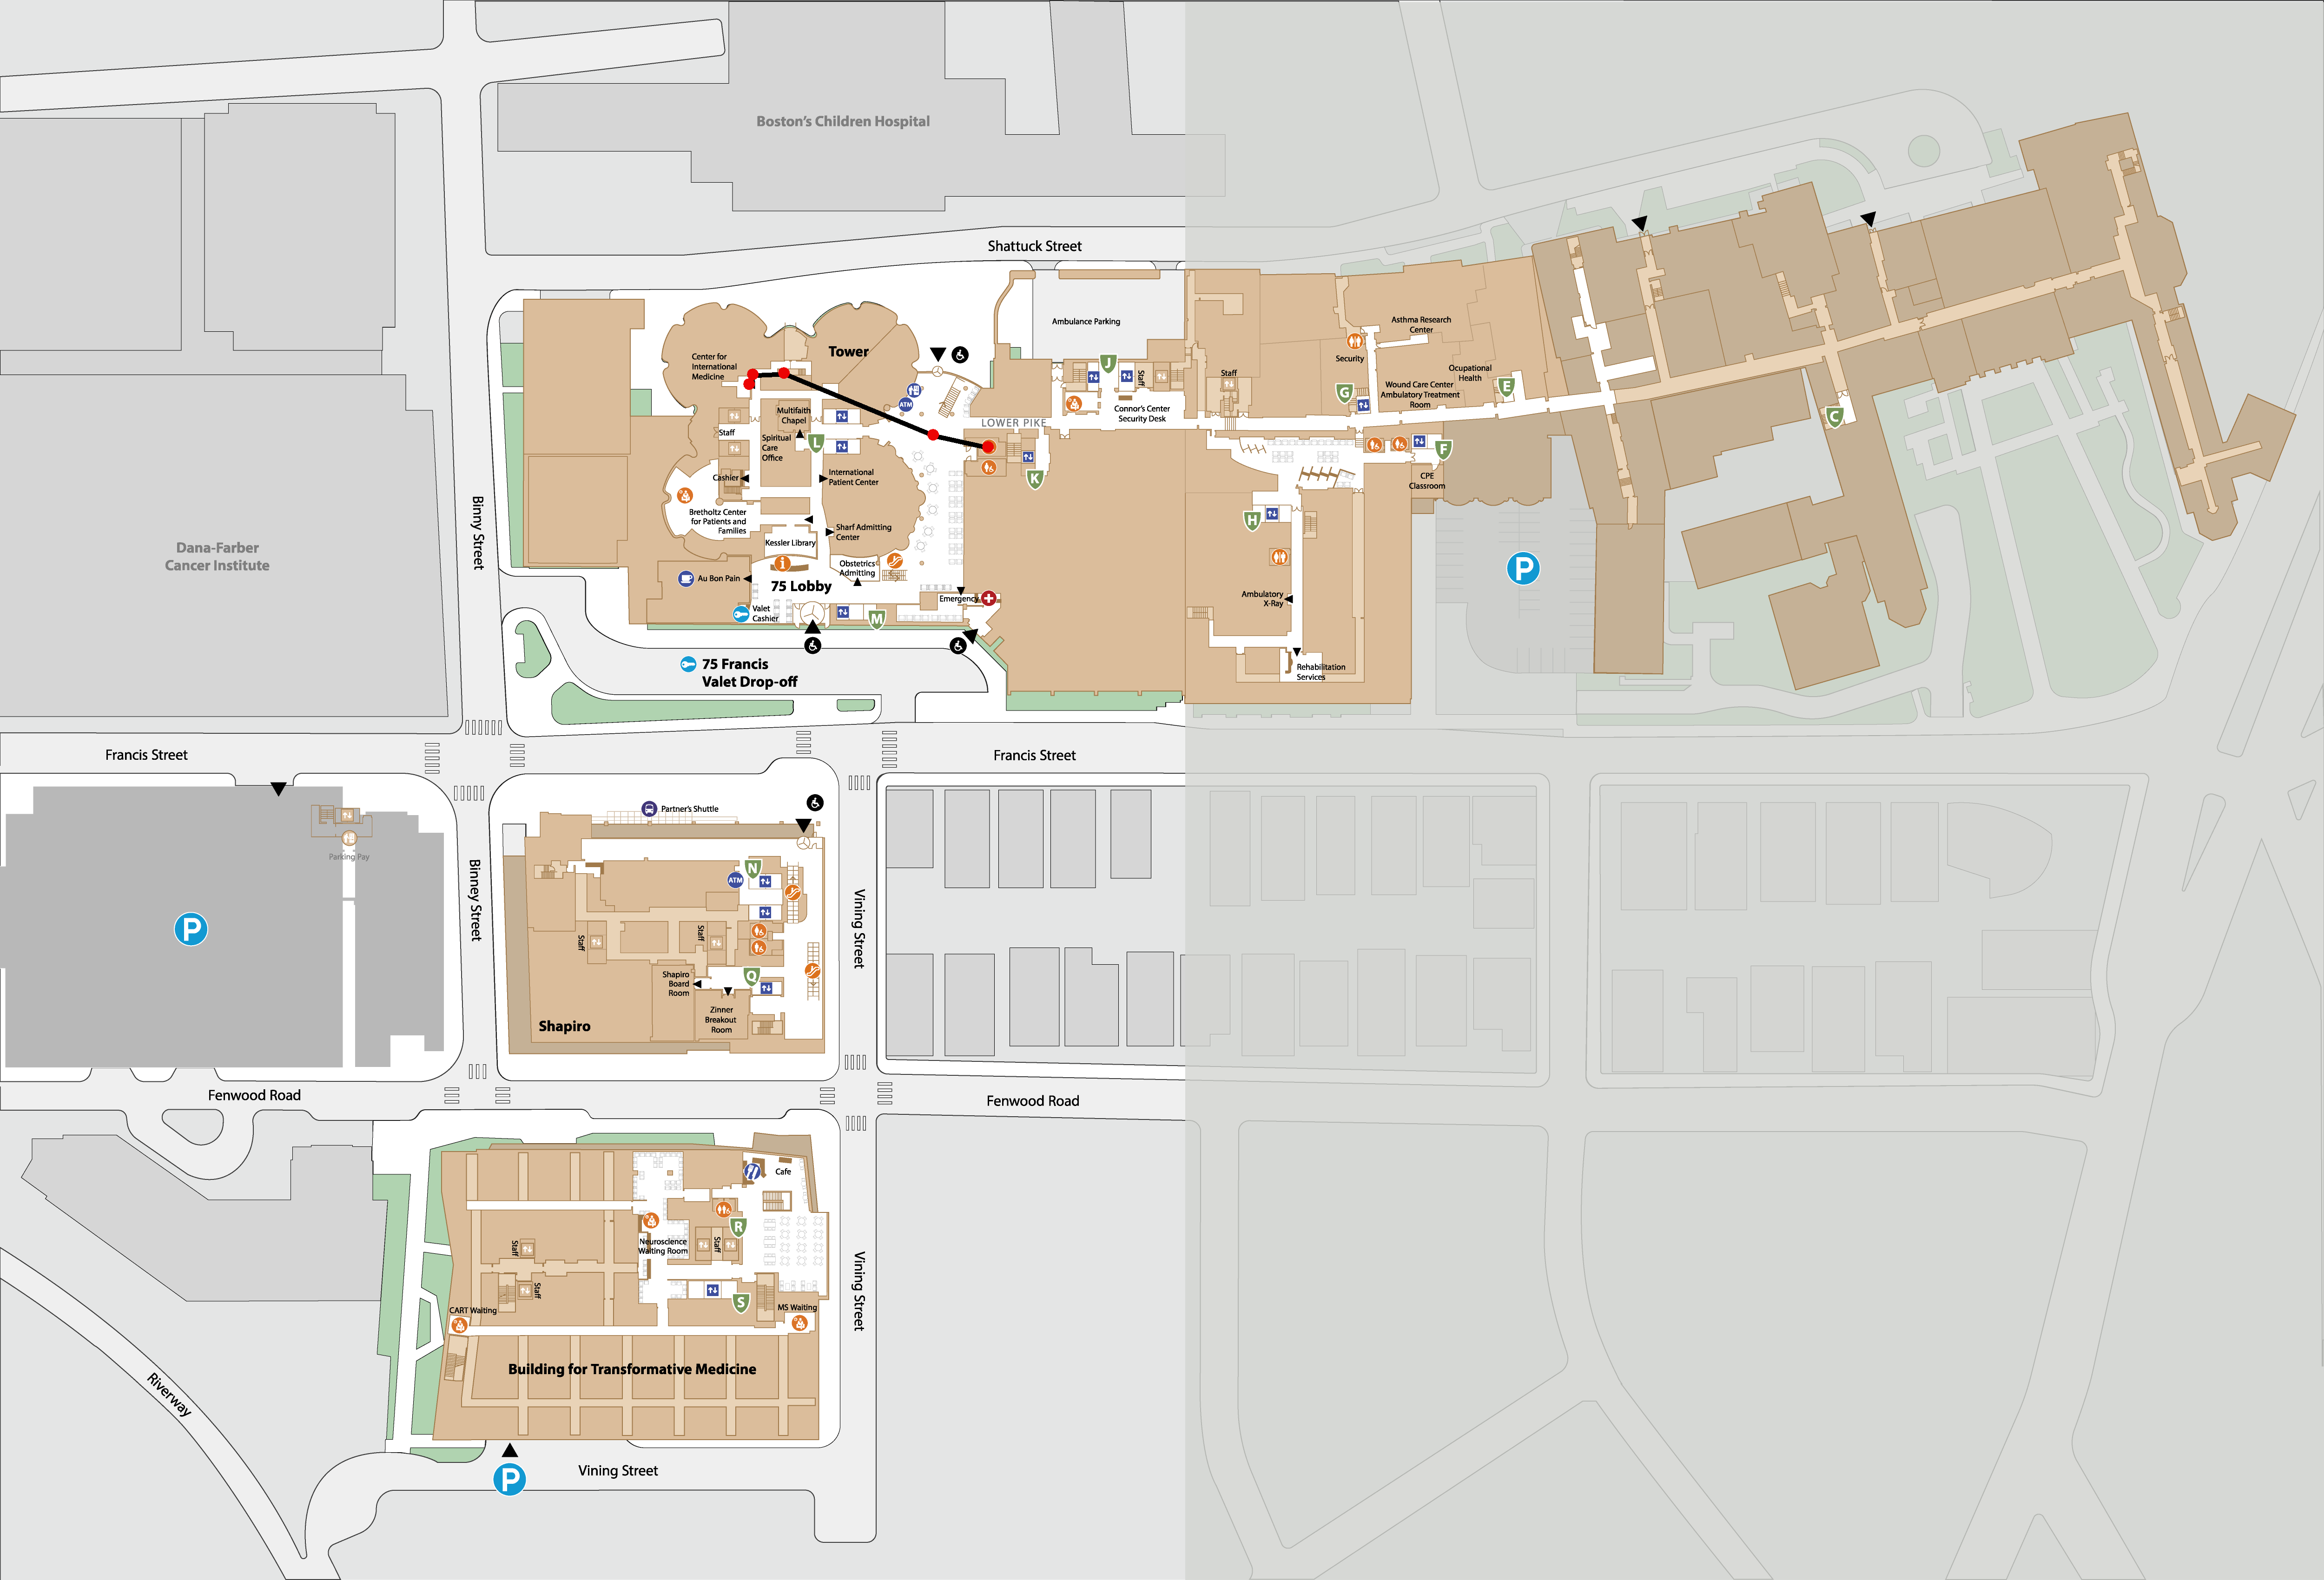 Boston's Children Hospital
Shattuck Street
Ambulance Parking
Tower
Center for
International
Medicine
ATM
Multifaith
Chapel
Staff
Spiritual
Care
Office
L
LOWER PIKE
J
Staff
Connor's Center
Security Desk
K
Staff
Asthma Research
Center
Security
G
Wound Care Center
Ambulatory Treatment
Room
Ocupational
Health
E
C
F
CPE
Classroom
H
P
Ambulatory
X-Ray
Rehabilitation
Services
Cashier
International
Patient Center
Bretholtz Center
for Patients and
Families
Sharf Admitting
Center
Kessler Library
i
Obstetrics
Admitting
Au Bon Pain
75 Lobby
Valet
Cashier
M
Emergency
75 Francis
Valet Drop-off
Binny Street
Dana-Farber
Cancer Institute
Francis Street
Francis Street
Parking Pay
P
Binney Street
Partner's Shuttle
N
ATM
Staff
Staff
Q
Shapiro
Board
Room
Zinner
Breakout
Room
Shapiro
Vining Street
Fenwood Road
Fenwood Road
Cafe
R
Neuroscience
Waiting Room
Staff
Staff
Staff
S
CART Waiting
MS Waiting
Building for Transformative Medicine
Vining Street
Riverway
P
Vining Street